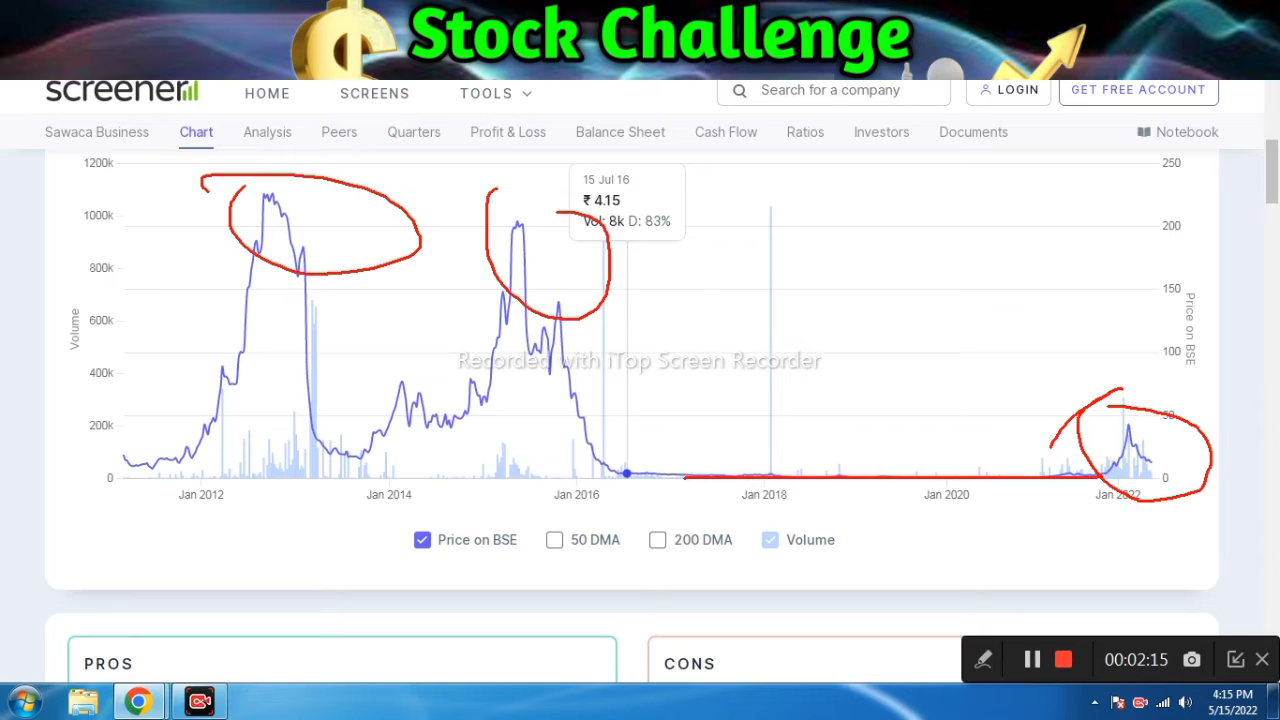 Stock Challenge
screener
HOME SCREENS TOOLS
Search for a company
LOGIN
GET FREE ACCOUNT
Sawaca Business Chart Analysis Peers Quarters Profit & Loss Balance Sheet Cash Flow Ratios Investors Documents Notebook
1200k 250
15 Jul 16
₹ 4.15
Vol: 8k D: 83%
1000k 200
800k
150
600k
100
400k
50
200k
0 0
Volume
Price on BSE
Recorded with iTop Screen Recorder
Jan 2012 Jan 2014 Jan 2016 Jan 2018 Jan 2020 Jan 2022
Price on BSE 50 DMA 200 DMA Volume
PROS CONS
00:02:15
4:15 PM
5/15/2022